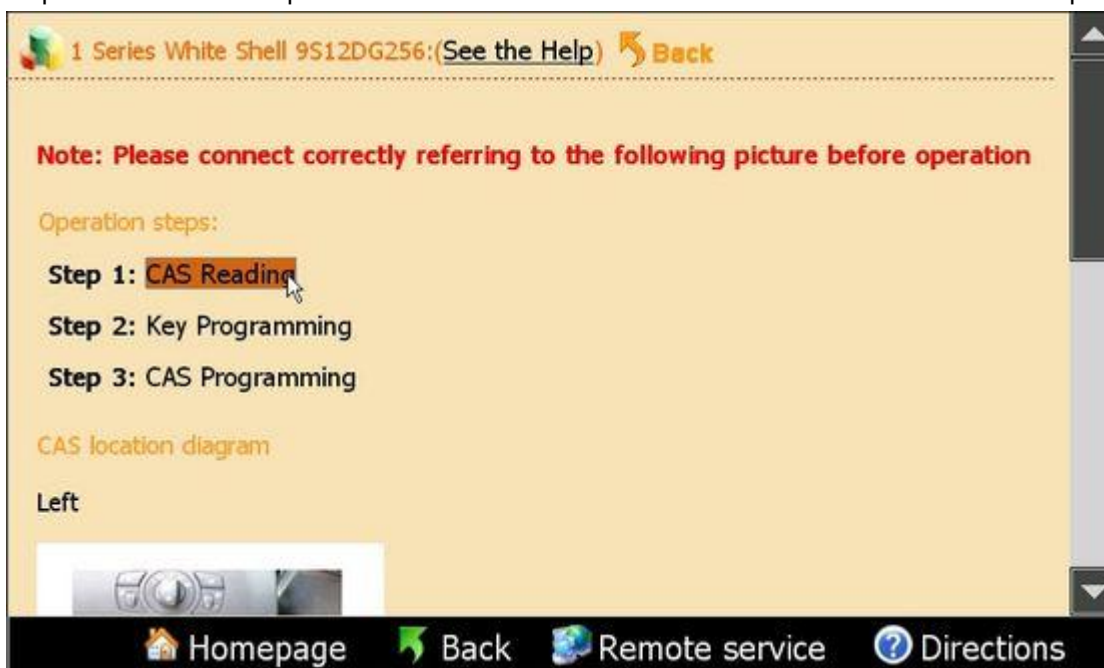 1 Series White Shell 9S12DG256:(See the Help) Back
Note: Please connect correctly referring to the following picture before operation
Operation steps:
Step 1: CAS Reading
Step 2: Key Programming
Step 3: CAS Programming
CAS location diagram
Left
Homepage Back Remote service Directions